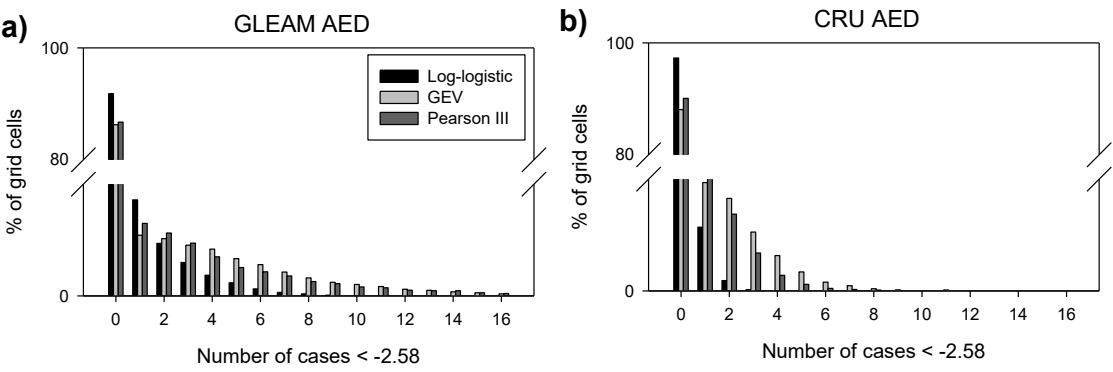 a)
GLEAM AED
100
80
0
% of grid cells
Log-logistic
GEV
Pearson III
0 2 4 6 8 10 12 14 16
Number of cases < -2.58
b)
CRU AED
100
80
0
% of grid cells
0 2 4 6 8 10 12 14 16
Number of cases < -2.58